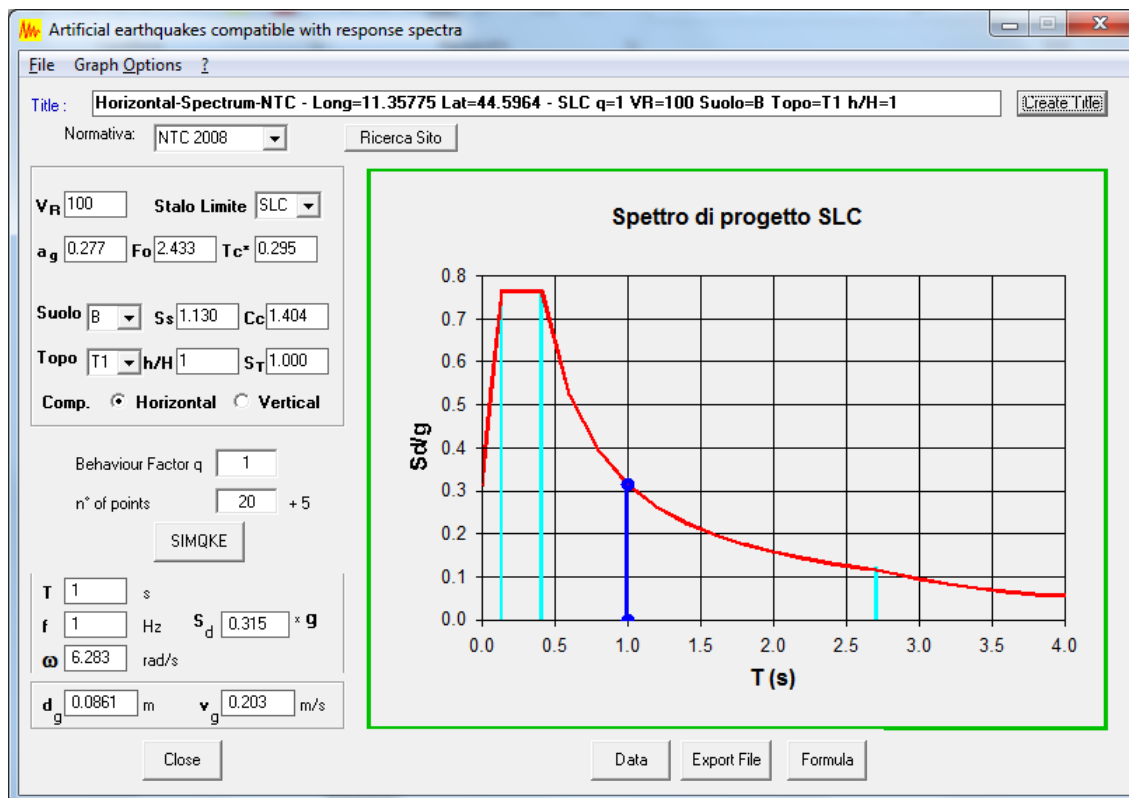 Artificial earthquakes compatible with response spectra
File Graph Options ?
Title : Horizontal-Spectrum-NTC - Long=11.35775 Lat=44.5964 - SLC q=1 VR=100 Suolo=B Topo=T1 h/H=1 Create Title
Normativa: NTC 2008 Ricerca Sito
VR 100 Stalo Limite SLC
ag 0.277 Fo 2.433 Tc* 0.295
Suolo B Ss 1.130 Cc 1.404
Topo T1 h/H 1 ST 1.000
Comp. Horizontal Vertical
Behaviour Factor q 1
n° of points 20 + 5
SIMQKE
T 1 s
f 1 Hz Sd 0.315 × g
ω 6.283 rad/s
dg 0.0861 m vg 0.203 m/s
Close
Spettro di progetto SLC
Sd/g
0.8
0.7
0.6
0.5
0.4
0.3
0.2
0.1
0.0
0.0 0.5 1.0 1.5 2.0 2.5 3.0 3.5 4.0
T (s)
Data Export File Formula